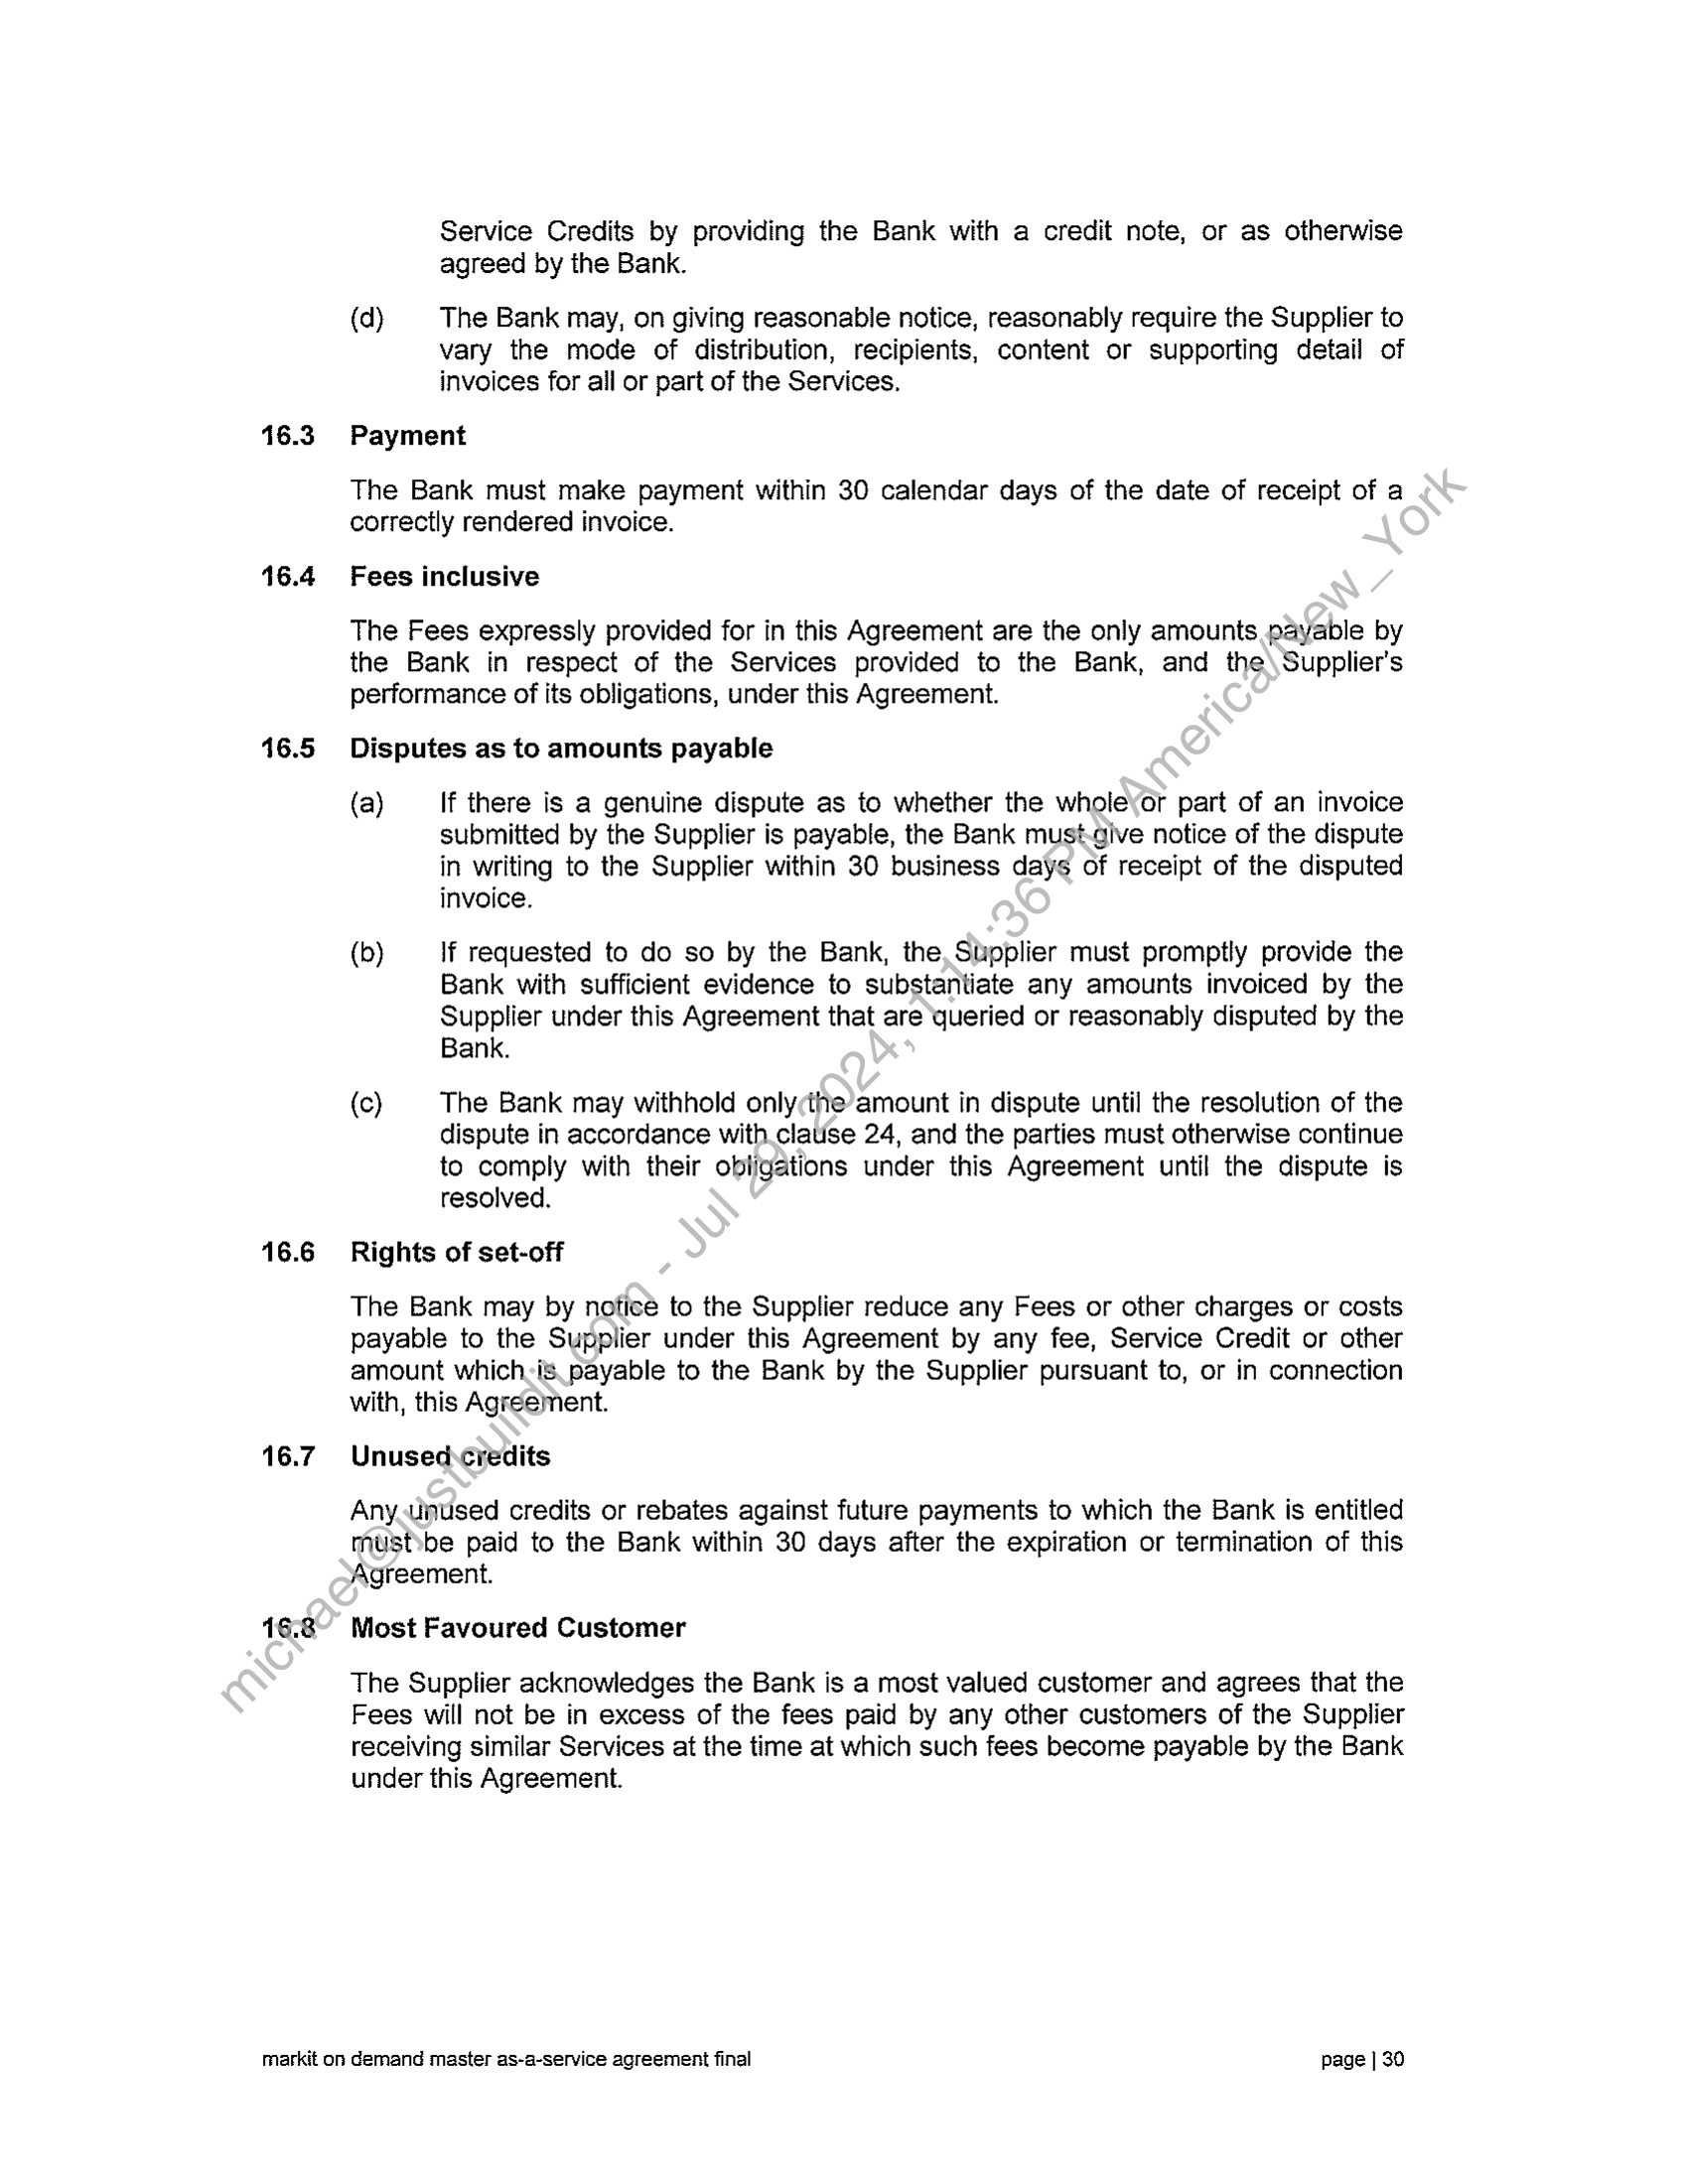 Service Credits by providing the Bank with a credit note, or as otherwise
agreed by the Bank.
(d) The Bank may, on giving reasonable notice, reasonably require the Supplier to
vary the mode of distribution, recipients, content or supporting detail of
invoices for all or part of the Services.
16.3 Payment
The Bank must make payment within 30 calendar days of the date of receipt of a
correctly rendered invoice.
16.4 Fees inclusive
The Fees expressly provided for in this Agreement are the only amounts payable by
the Bank in respect of the Services provided to the Bank, and the Supplier's
performance of its obligations, under this Agreement.
16.5 Disputes as to amounts payable
(a) If there is a genuine dispute as to whether the whole or part of an invoice
submitted by the Supplier is payable, the Bank must give notice of the dispute
in writing to the Supplier within 30 business days of receipt of the disputed
invoice.
(b) If requested to do so by the Bank, the Supplier must promptly provide the
Bank with sufficient evidence to substantiate any amounts invoiced by the
Supplier under this Agreement that are queried or reasonably disputed by the
Bank.
(c) The Bank may withhold only the amount in dispute until the resolution of the
dispute in accordance with clause 24, and the parties must otherwise continue
to comply with their obligations under this Agreement until the dispute is
resolved.
16.6 Rights of set-off
The Bank may by notice to the Supplier reduce any Fees or other charges or costs
payable to the Supplier under this Agreement by any fee, Service Credit or other
amount which is payable to the Bank by the Supplier pursuant to, or in connection
with, this Agreement.
16.7 Unused credits
Any unused credits or rebates against future payments to which the Bank is entitled
must be paid to the Bank within 30 days after the expiration or termination of this
Agreement.
16.8 Most Favoured Customer
The Supplier acknowledges the Bank is a most valued customer and agrees that the
Fees will not be in excess of the fees paid by any other customers of the Supplier
receiving similar Services at the time at which such fees become payable by the Bank
under this Agreement.
markit on demand master as-a-service agreement final page | 30
michael@justbuildit.com - Jul 29, 2024, 1:14:36 PM America/New_York